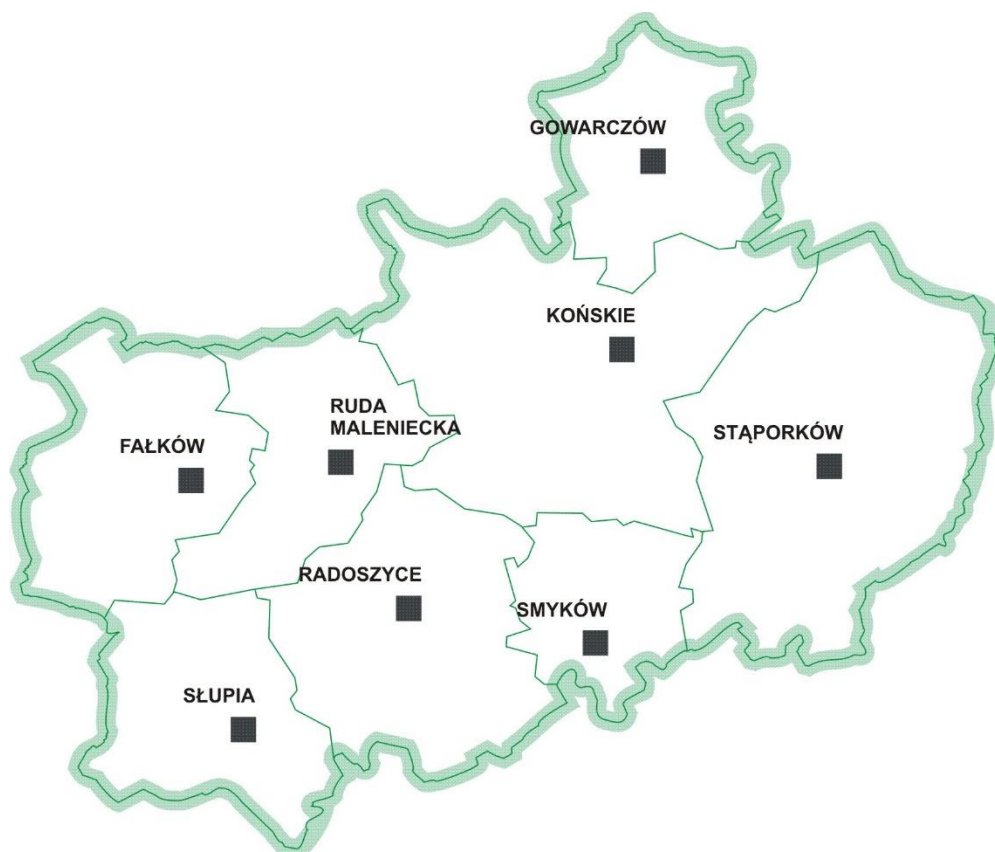 GOWARCZÓW
KOŃSKIE
RUDA
MALENIECKA
STĄPORKÓW
FAŁKÓW
RADOSZYCE
SMYKÓW
SŁUPIA